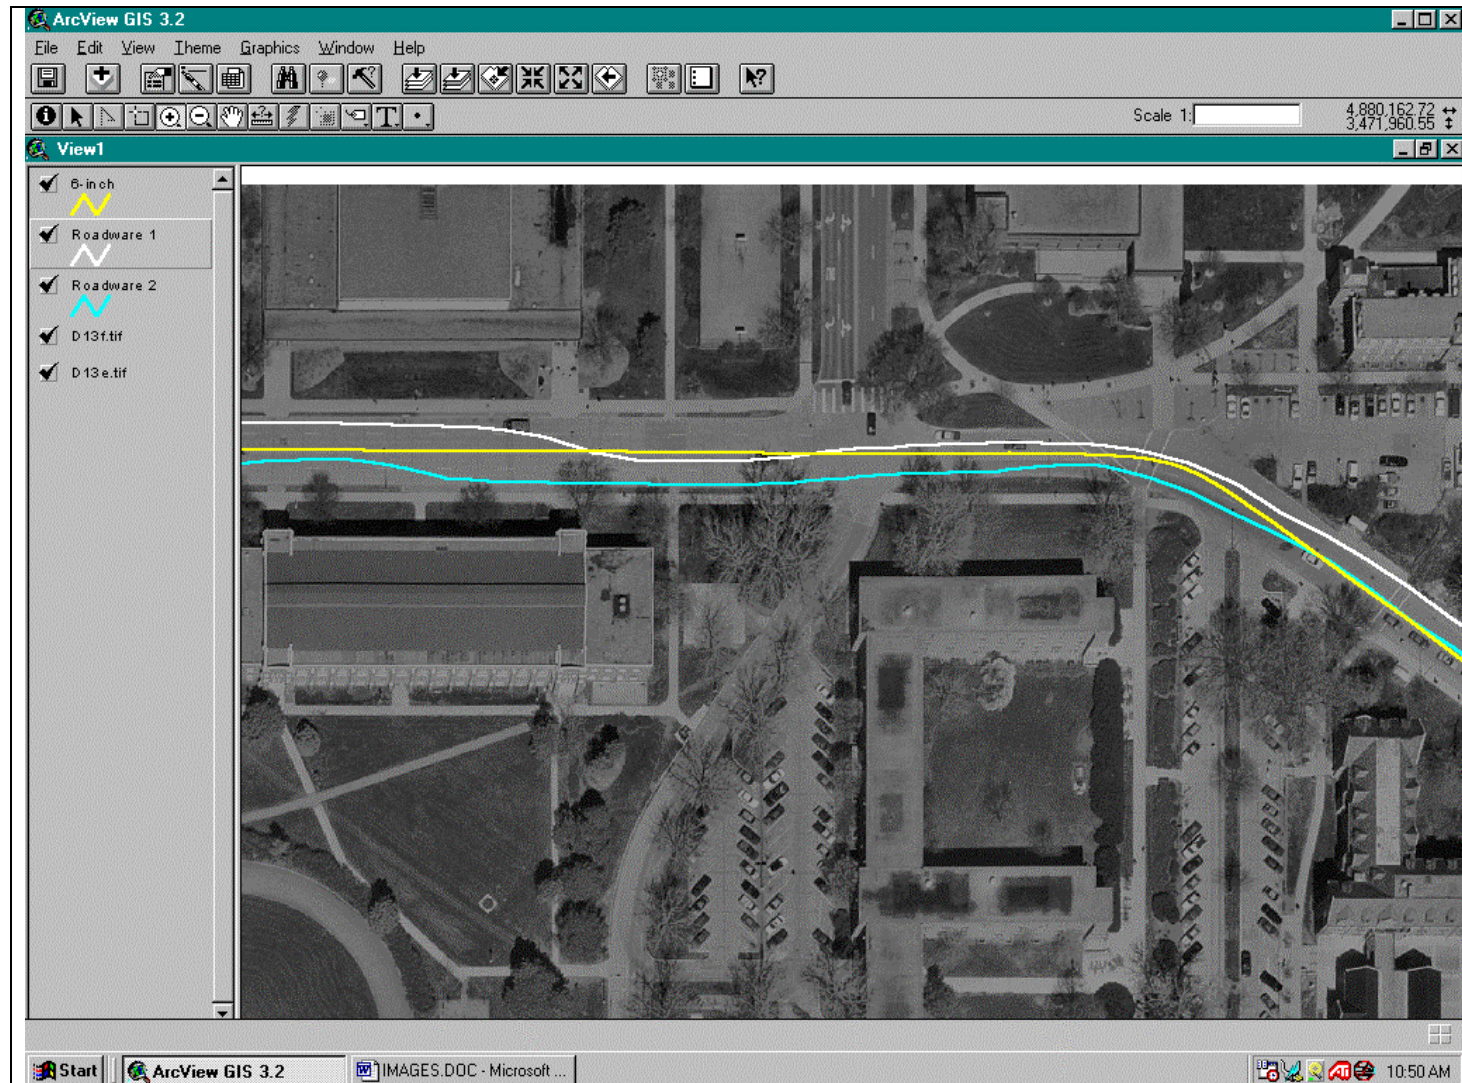 ArcView GIS 3.2
File Edit View Theme Graphics Window Help
Scale 1:
4,880,162.72
3,471,960.55
View1
6-inch
Roadware 1
Roadware 2
D13f.tif
D13e.tif
Start ArcView GIS 3.2 IMAGES.DOC - Microsoft ... 10:50 AM